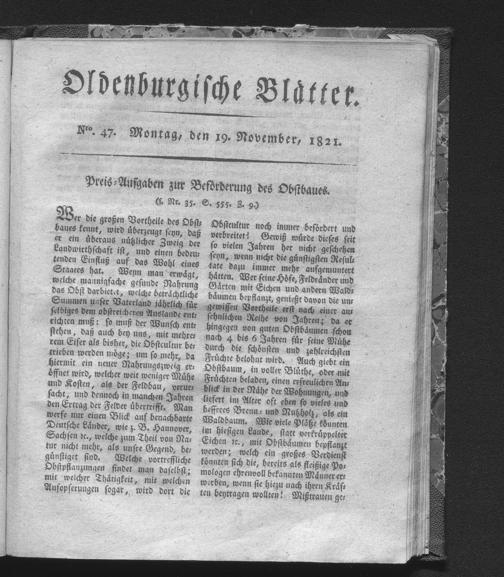 Oldenburgische Blätter.
Nro. 47. Montag, den 19. November, 1821.
Preis-Aufgaben zur Beförderung des Obstbaues.
(s. Nr. 35. S. 555. Z. 9.)
Wer die großen Vortheile des Obst-
baues kennt, wird überzeugt seyn, daß
er ein überaus nützlicher Zweig der
Landwirthschaft ist, und einen bedeu-
tenden Einfluß auf das Wohl eines
Staates hat. Wenn man erwägt,
welche mannigfache gesunde Nahrung
das Obst darbietet, welche beträchtliche
Summen unser Vaterland jährlich für
selbiges dem abstreicheren Auslande ent-
richten muß: so muß der Wunsch ent-
stehen, daß auch bey uns, mit mehre-
rem Eifer als bisher, die Obstcultur be-
trieben werden möge; um so mehr, da
hiermit ein neuer Nahrungszweig er-
öffnet wird, welcher weit weniger Mühe
und Kosten, als der Feldbau, verur-
sacht, und dennoch in manchen Jahren
den Ertrag der Felder übertrifft. Man
werfe nur einen Blick auf benachbarte
Deutsche Länder, wie z. B. Hannover,
Sachsen ꝛc., welche zum Theil von Na-
tur nicht mehr, als unsre Gegend, be-
günstiget sind. Welche vortreffliche
Obstpflanzungen findet man daselbst;
mit welcher Thätigkeit, mit welchen
Aufopferungen sogar, wird dort die
Obstcultur noch immer befördert und
verbreitet! Gewiß würde dieses seit
so vielen Jahren her nicht geschehen
seyn, wenn nicht die günstigsten Resul-
tate dazu immer mehr aufgemuntert
hätten. Wer seine Höfe, Feldränder und
Gärten mit Eichen und andern Wald-
bäumen bepflanzt, genießt davon die un-
gewissen Vortheile erst nach einer an-
sehnlichen Reihe von Jahren; da er
hingegen von guten Obstbäumen schon
nach 4 bis 6 Jahren für seine Mühe
durch die schönsten und zahlreichsten
Früchte belohnt wird. Auch giebt ein
Obstbaum, in voller Blüthe, oder mit
Früchten beladen, einen erfreulichen An-
blick in der Nähe der Wohnungen, und
liefert im Alter oft eben so vieles und
besseres Brenn- und Nutzholz, als ein
Waldbaum. Wie viele Plätze könnten
im hiesigen Lande, statt verkrüppelter
Eichen ꝛc., mit Obstbäumen bepflanzt
werden; welch ein großes Verdienst
könnten sich die, bereits als fleißige Po-
mologen ehrenvoll bekannten Männer er-
werben, wenn sie hiezu nach ihren Kräf-
ten beytragen wollten! Mißtrauen ge-